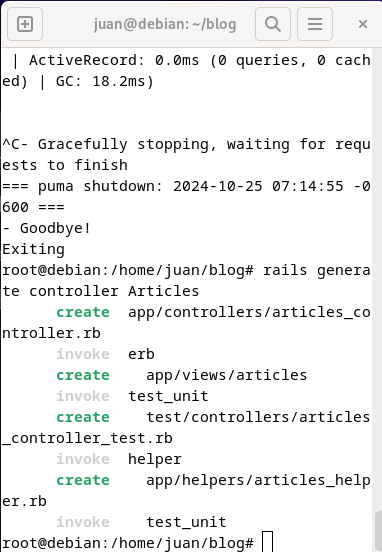 juan@debian: ~/blog
 | ActiveRecord: 0.0ms (0 queries, 0 cach
ed) | GC: 18.2ms)
^C- Gracefully stopping, waiting for requ
ests to finish
=== puma shutdown: 2024-10-25 07:14:55 -0
600 ===
- Goodbye!
Exiting
root@debian:/home/juan/blog# rails genera
te controller Articles
      create  app/controllers/articles_co
ntroller.rb
      invoke  erb
      create    app/views/articles
      invoke  test_unit
      create    test/controllers/articles
_controller_test.rb
      invoke  helper
      create    app/helpers/articles_help
er.rb
      invoke    test_unit
root@debian:/home/juan/blog#